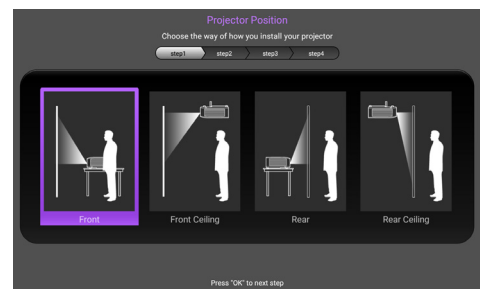 Projector Position
Choose the way of how you install your projector
step1 step2 step3 step4
Front Front Ceiling Rear Rear Ceiling
Press "OK" to next step